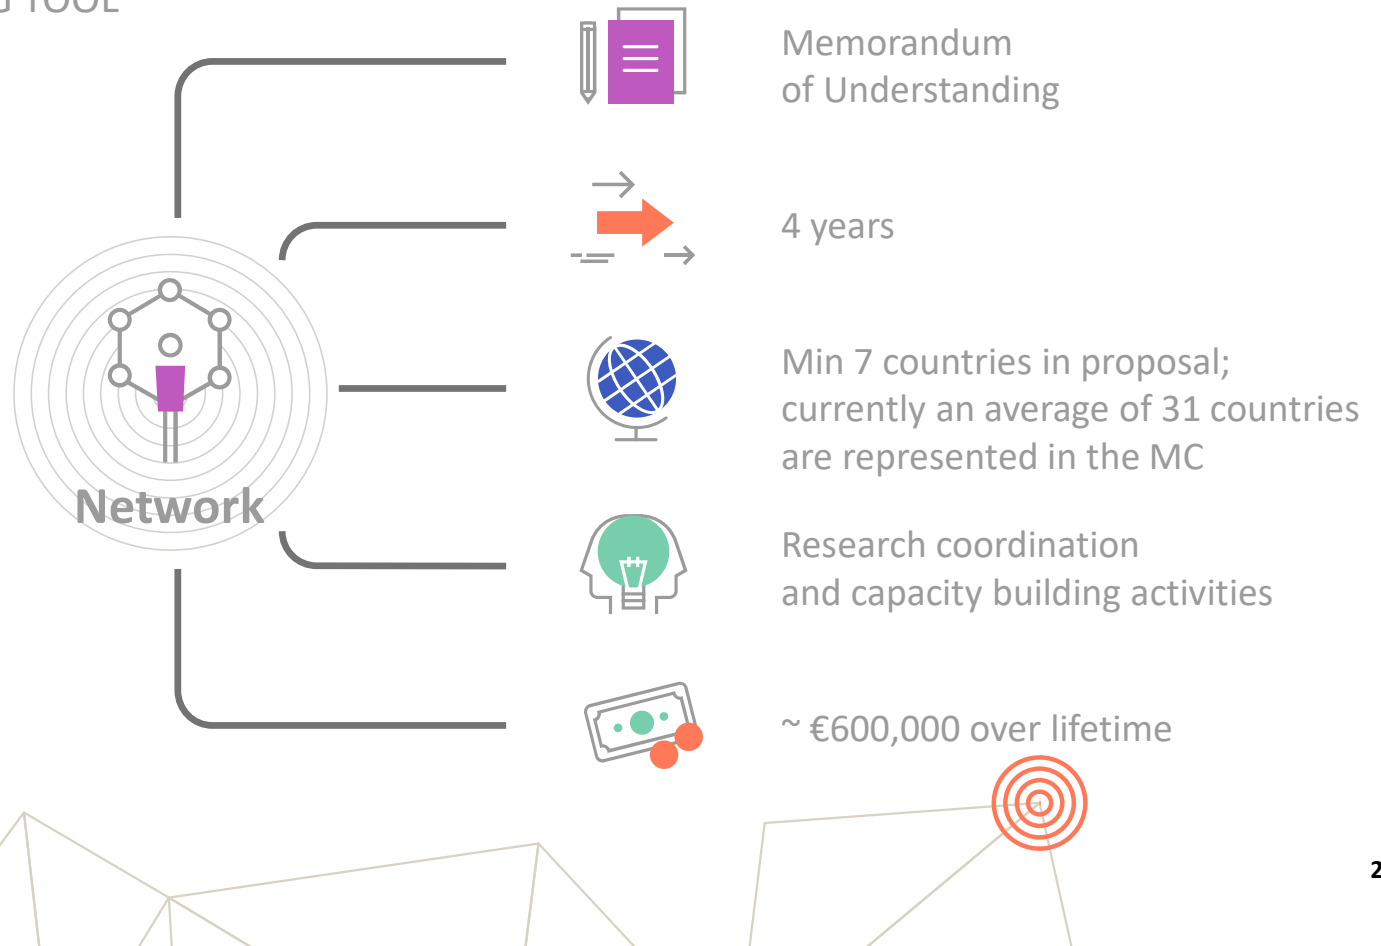 G TOOL
Memorandum
of Understanding
4 years
Min 7 countries in proposal;
currently an average of 31 countries
are represented in the MC
Network
Research coordination
and capacity building activities
~ €600,000 over lifetime
2